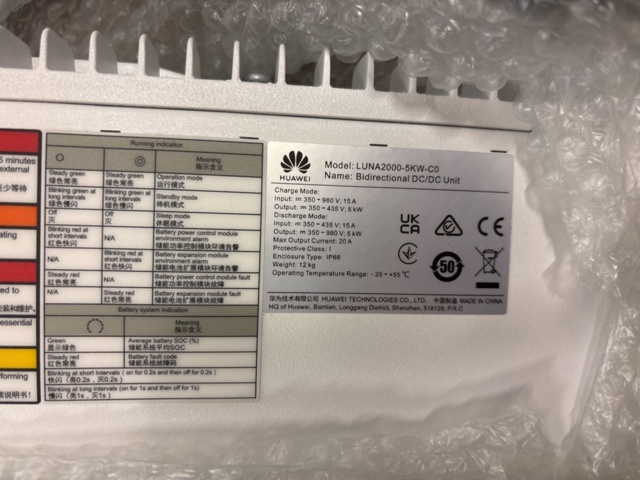 5 minutes
external
至少等待
ating
ed to
安装和维护。
essential
forming
说明书!
Running indication
Meaning
指示含义
Steady green
绿色常亮
Steady green
绿色常亮
Operation mode
运行模式
Blinking green at
long intervals
绿色慢闪
Blinking green at
long intervals
绿色慢闪
Standby mode
待机模式
Off
灭
Off
灭
Sleep mode
休眠模式
Blinking red at
short intervals
红色快闪
N/A
Battery power control module
environment alarm
储能功率控制模块环境告警
N/A
Blinking red at
short intervals
红色快闪
Battery expansion module
environment alarm
储能电池扩展模块环境告警
Steady red
红色常亮
N/A
Battery power control module fault
储能功率控制模块故障
N/A
Steady red
红色常亮
Battery expansion module fault
储能电池扩展模块故障
Battery system indication
Meaning
指示含义
Green
显示绿色
Average battery SOC (%)
储能系统平均SOC
Steady red
红色常亮
Battery fault code
储能系统故障码
Blinking at short intervals (on for 0.2s and then off for 0.2s)
快闪 (亮0.2s, 灭0.2s)
Blinking at long intervals (on for 1s and then off for 1s)
慢闪 (亮1s, 灭1s)
HUAWEI
Model: LUNA2000-5KW-C0
Name: Bidirectional DC/DC Unit
Charge Mode:
Input: ⎓ 350 - 980 V; 15 A
Output: ⎓ 350 - 435 V; 5 kW
Discharge Mode:
Input: ⎓ 350 - 435 V; 15 A
Output: ⎓ 350 - 980 V; 5 kW
Max Output Current: 20 A
Protective Class: I
Enclosure Type: IP66
Weight: 12 kg
Operating Temperature Range: - 25 ~ +55 ℃
UK
CA
CE
50
华为技术有限公司 HUAWEI TECHNOLOGIES CO., LTD. 中国制造 MADE IN CHINA
HQ of Huawei, Bantian, Longgang District, Shenzhen, 518129, P.R.C